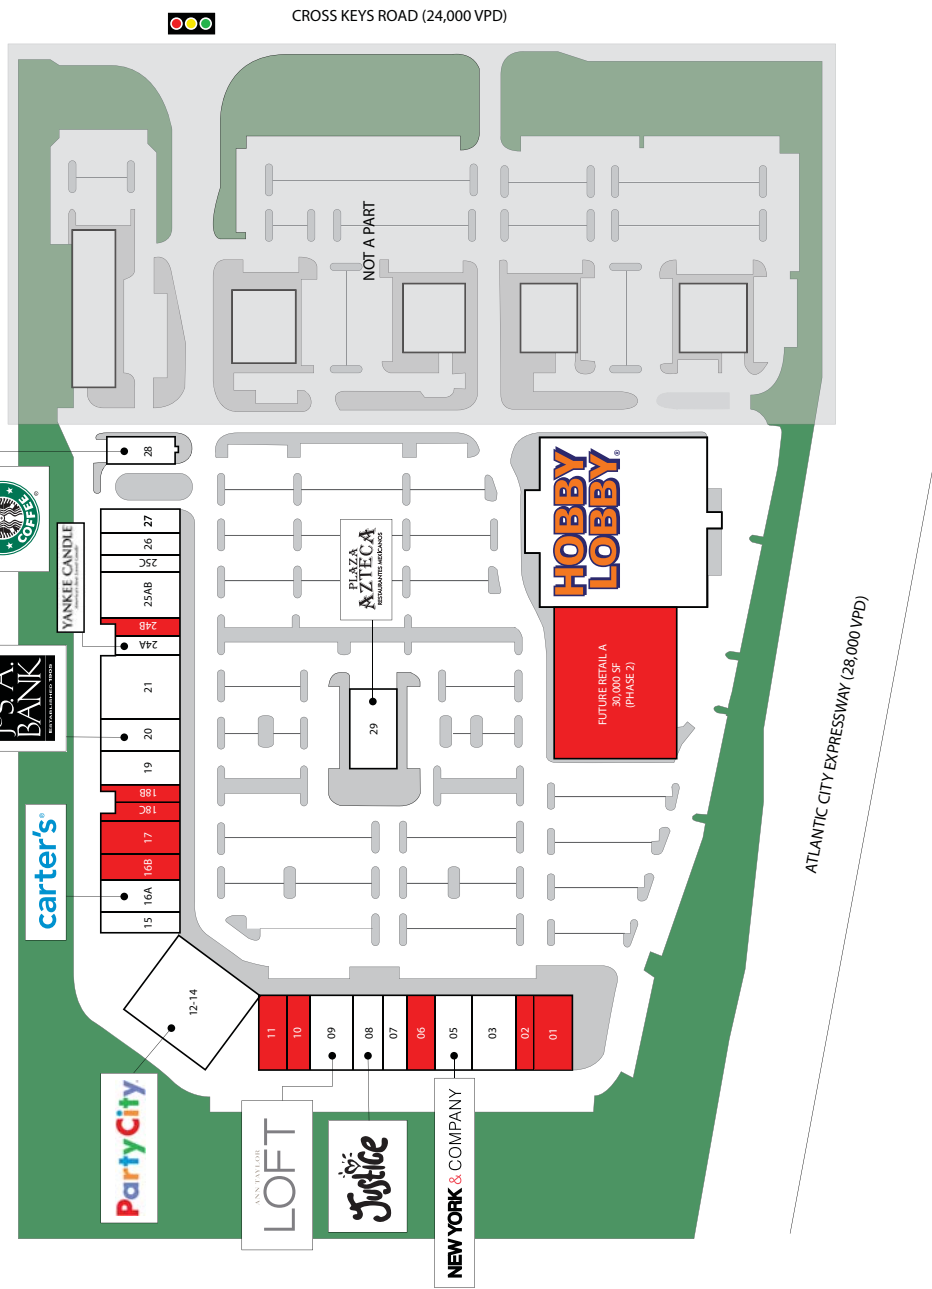 CROSS KEYS ROAD (24,000 VPD)
NOT A PART
28
COFFEE
®
27
26
25C
25AB
24B
24A
21
20
19
18B
18C
17
16B
16A
15
12-14
YANKEE CANDLE
BANK
ESTABLISHED 1905
carter's®
PartyCity
PLAZA
AZTECA
RESTAURANTES MEXICANOS
29
HOBBY
LOBBY®
FUTURE RETAIL A
30,000 SF
(PHASE 2)
ATLANTIC CITY EXPRESSWAY (28,000 VPD)
11
10
09
08
07
06
05
03
02
01
ANN TAYLOR
LOFT
Justice
NEW YORK & COMPANY